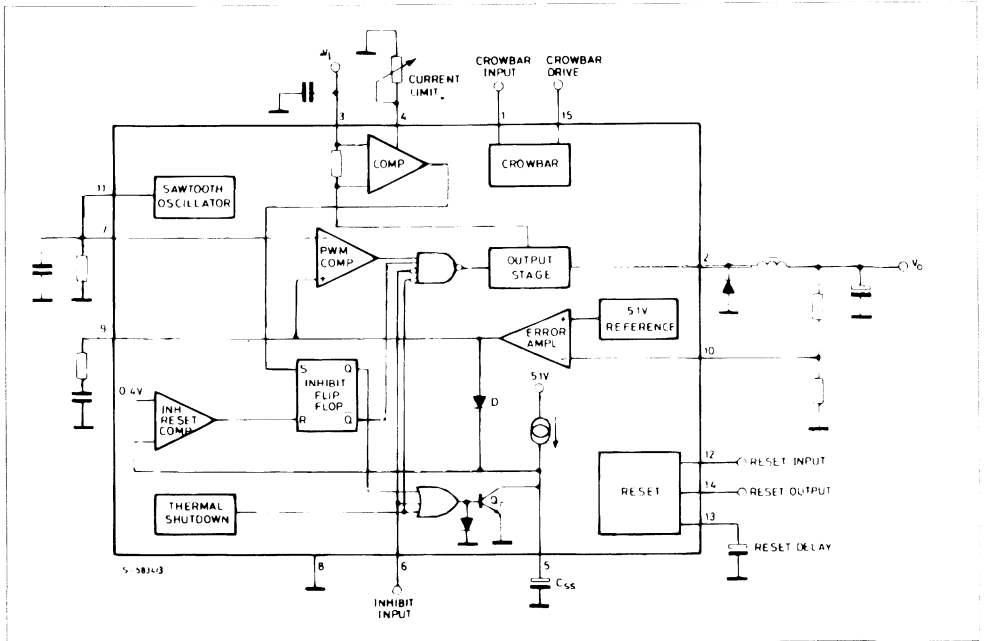 Vi
CURRENT
LIMIT
CROWBAR
INPUT
CROWBAR
DRIVE
3
4
1
15
COMP
CROWBAR
11
SAWTOOTH
OSCILLATOR
7
PWM
COMP
OUTPUT
STAGE
2
Vo
+
ERROR
AMPL
+
5.1V
REFERENCE
9
10
0.4V
INH
RESET
COMP
S
Q
INHIBIT
FLIP
FLOP
R
Q
D
5.1V
RESET
12
RESET INPUT
14
RESET OUTPUT
13
RESET DELAY
THERMAL
SHUTDOWN
8
6
5
INHIBIT
INPUT
Css